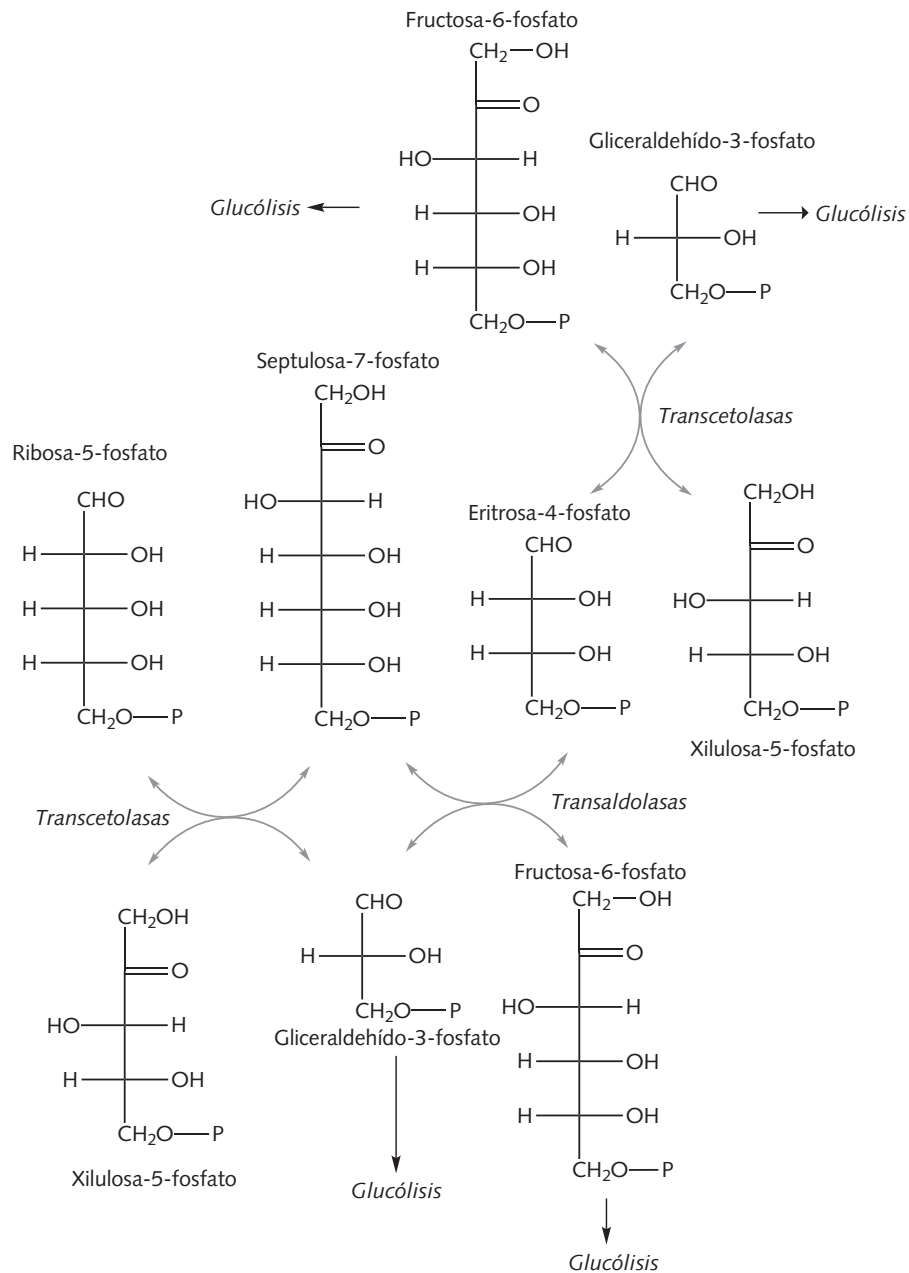 Fructosa-6-fosfato
CH₂—OH
O
HO H
H OH
H OH
CH₂O—P
Glucólisis
Gliceraldehído-3-fosfato
CHO
H OH
CH₂O—P
Glucólisis
Transcetolasas
Septulosa-7-fosfato
CH₂OH
O
HO H
H OH
H OH
H OH
CH₂O—P
Ribosa-5-fosfato
CHO
H OH
H OH
H OH
CH₂O—P
Eritrosa-4-fosfato
CHO
H OH
H OH
CH₂O—P
CH₂OH
O
HO H
H OH
CH₂O—P
Xilulosa-5-fosfato
Transcetolasas
Transaldolasas
CH₂OH
O
HO H
H OH
CH₂O—P
Xilulosa-5-fosfato
CHO
H OH
CH₂O—P
Gliceraldehído-3-fosfato
Glucólisis
Fructosa-6-fosfato
CH₂—OH
O
HO H
H OH
H OH
CH₂O—P
Glucólisis